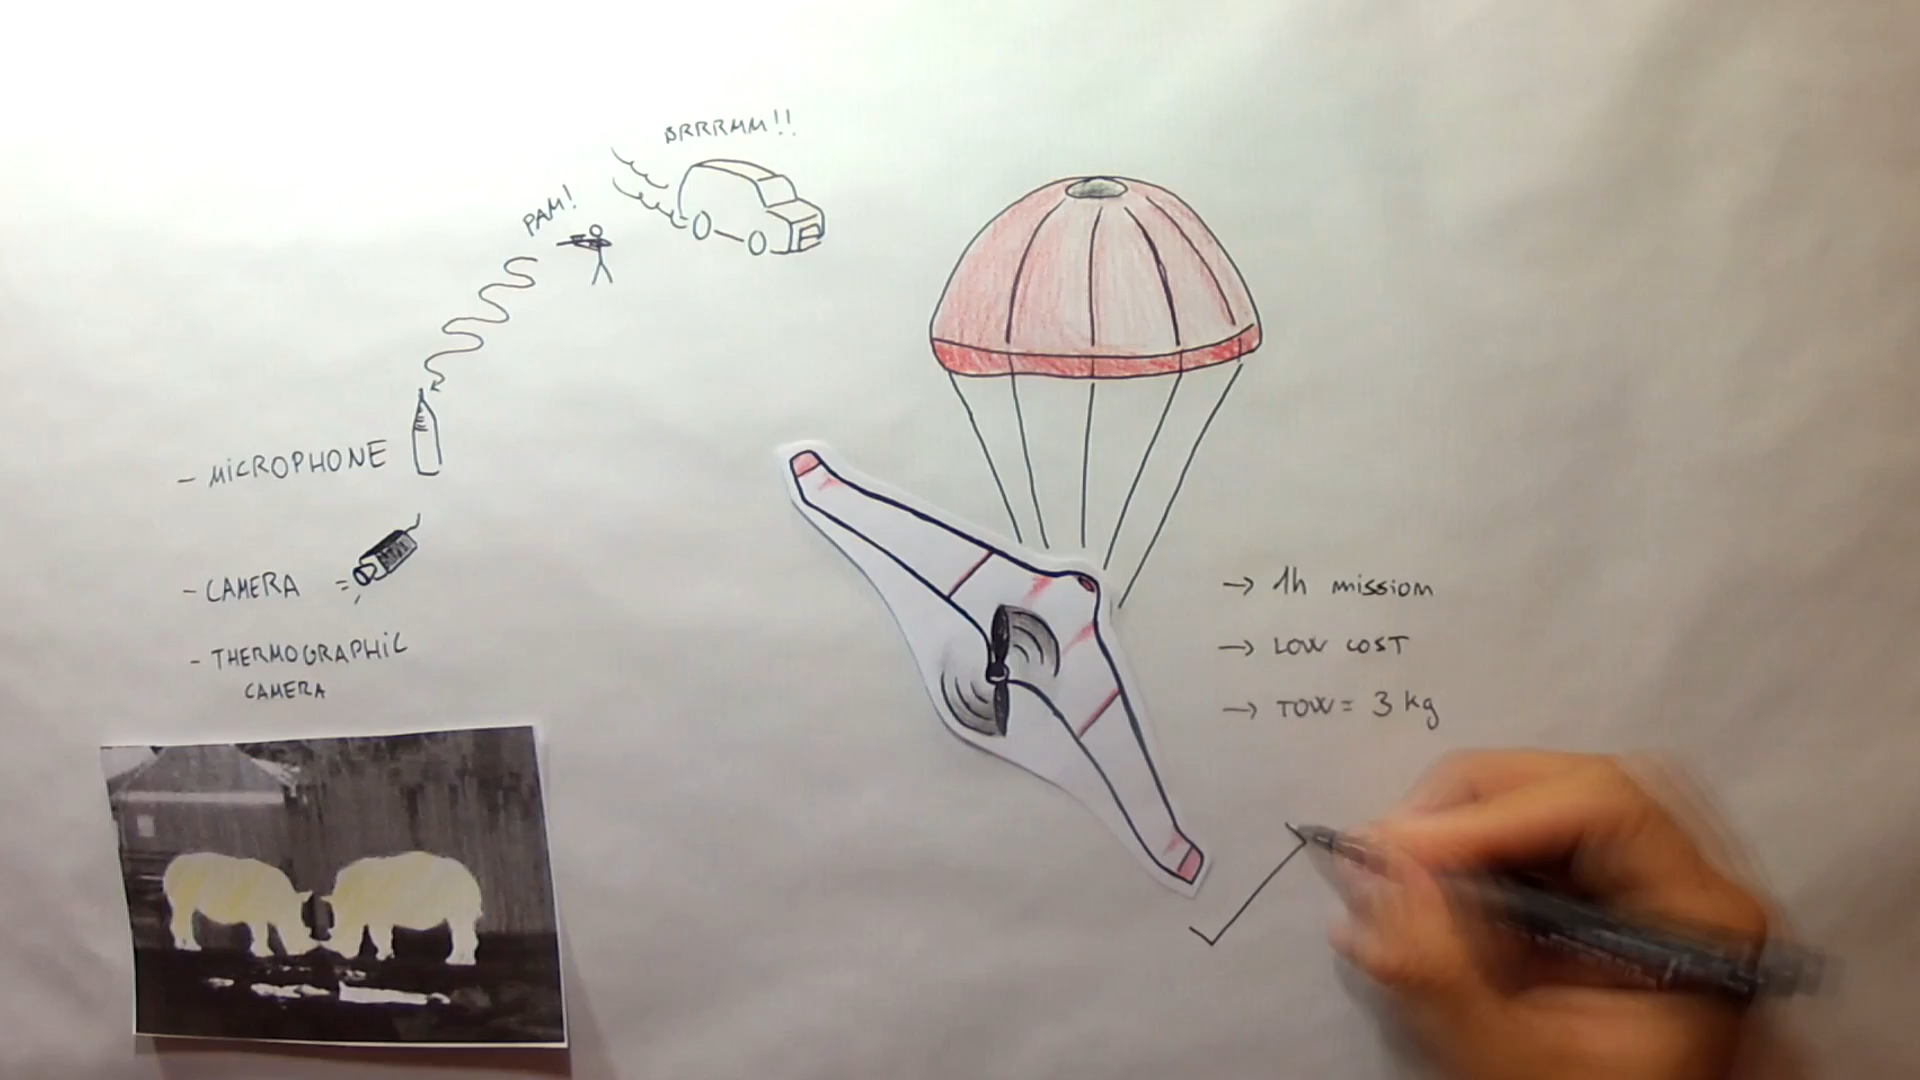 BRRRMM!!
PAM!
- MiCROPHONE
- CAMERA
- THERMOGRAPHiC
CAMERA
→ 1h mission
→ LOW COST
→ TOW = 3 kg